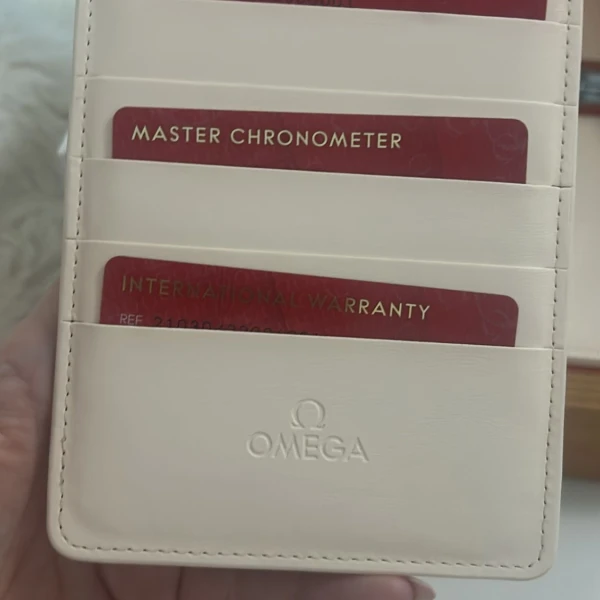 MASTER CHRONOMETER
INTERNATIONAL WARRANTY
REF
Ω
OMEGA